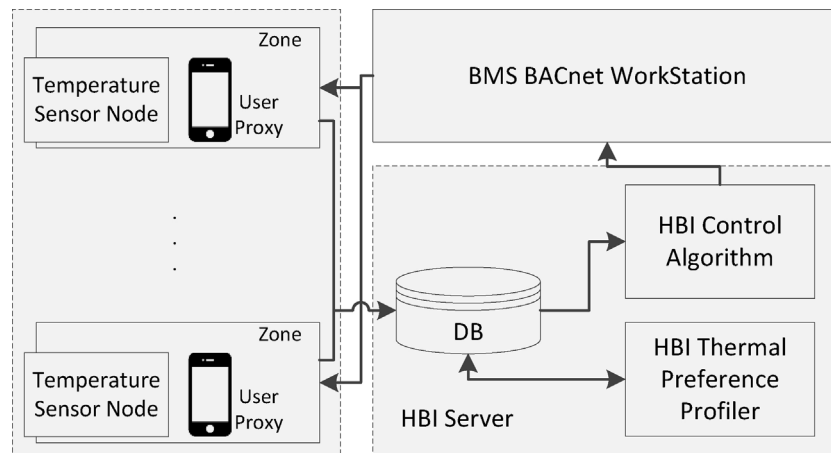 Zone
Temperature
Sensor Node
User
Proxy
BMS BACnet WorkStation
HBI Control
Algorithm
DB
HBI Thermal
Preference
Profiler
HBI Server
Zone
Temperature
Sensor Node
User
Proxy